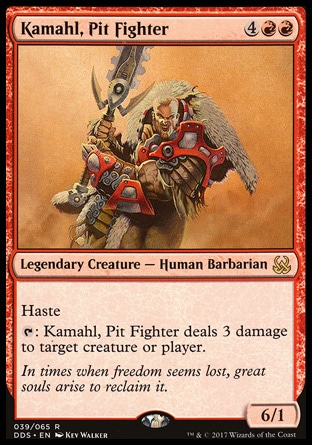 Kamahl, Pit Fighter 4
Legendary Creature — Human Barbarian
Haste
: Kamahl, Pit Fighter deals 3 damage
to target creature or player.
In times when freedom seems lost, great
souls arise to reclaim it.
6/1
039/065 R
DDS • EN Kev Walker ™ & © 2017 Wizards of the Coast